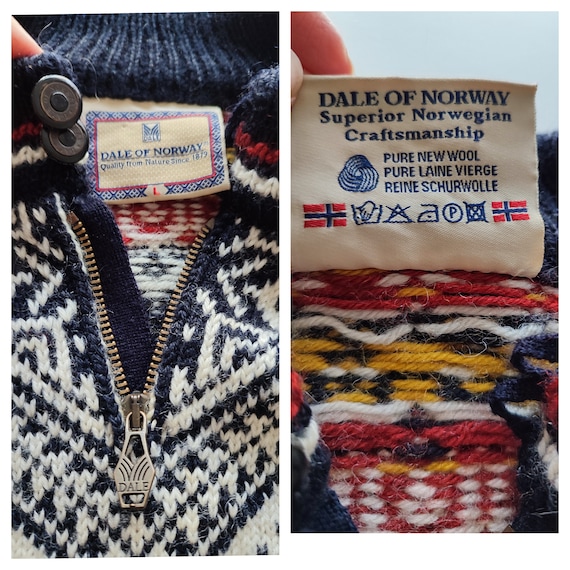 DALE
DALE OF NORWAY
Quality from Nature Since 1879
L
DALE
DALE OF NORWAY
Superior Norwegian
Craftsmanship
PURE NEW WOOL
PURE LAINE VIERGE
REINE SCHURWOLLE
A P